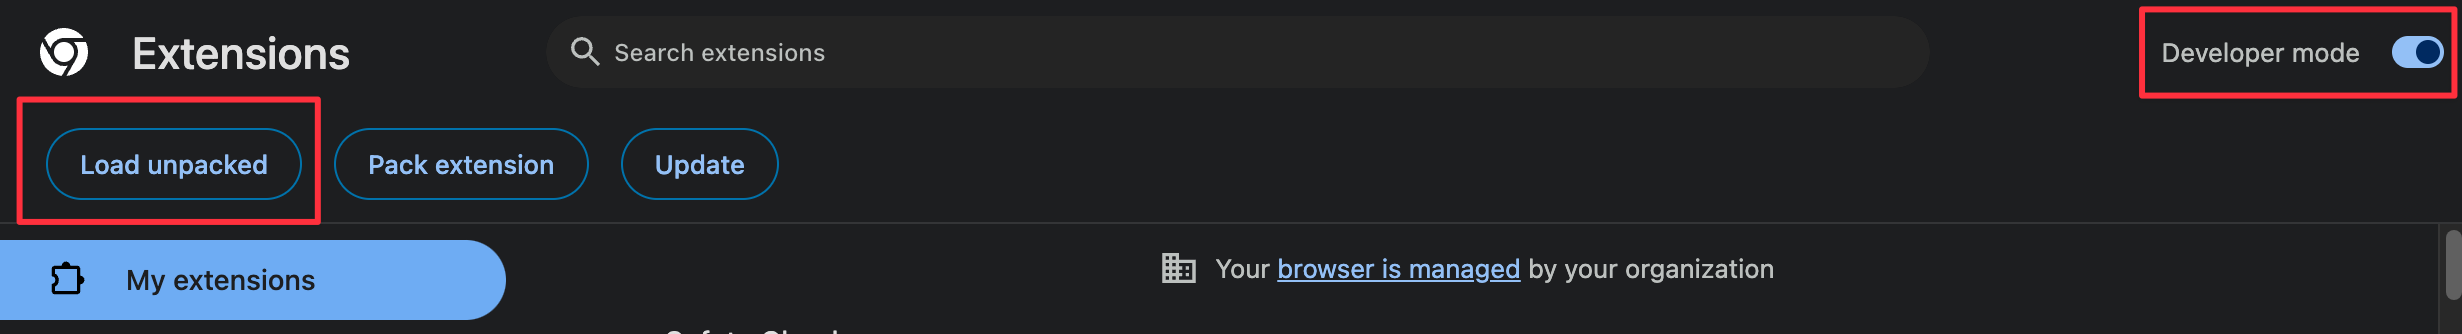 Extensions
Search extensions
Developer mode
Load unpacked
Pack extension
Update
My extensions
Your browser is managed by your organization